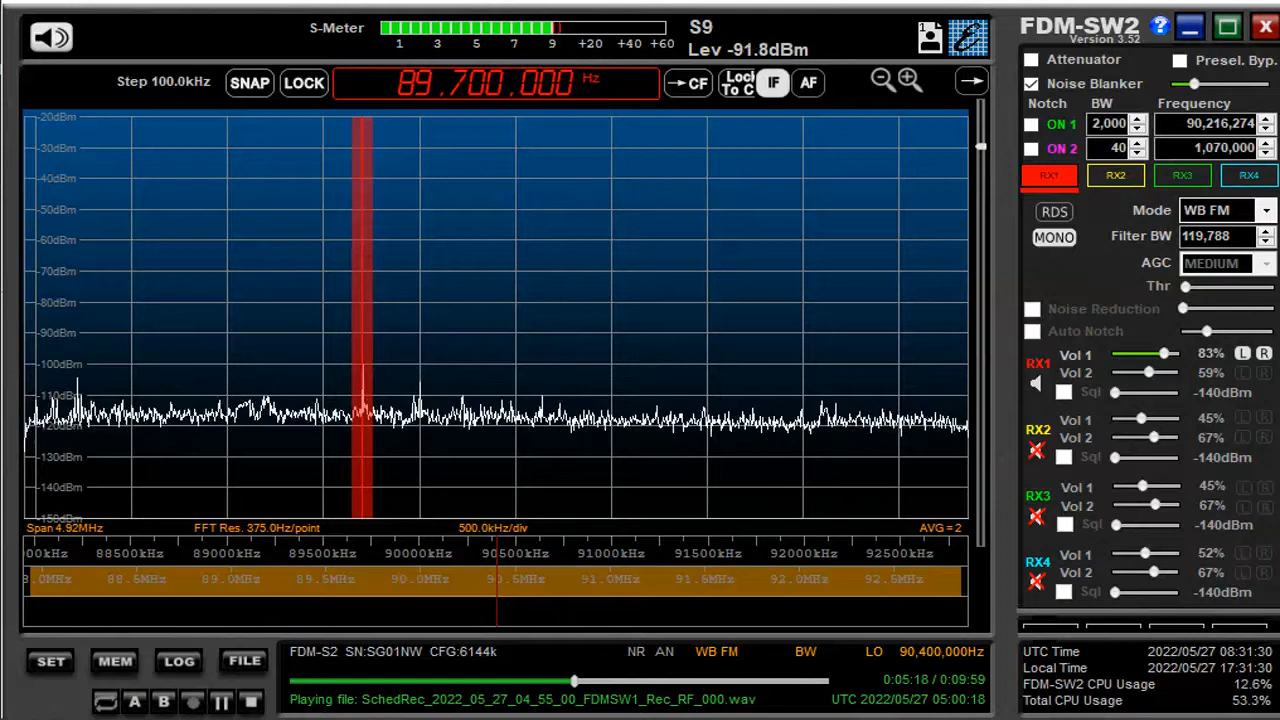 S-Meter
1 3 5 7 9 +20 +40 +60
S9
Lev -91.8dBm
1
FDM-SW2
?
X
Version 3.52
Step 100.0kHz
SNAP
LOCK
89.700.000 Hz
→CF
IF
AF
Attenuator
Presel. Byp.
Noise Blanker
Notch BW Frequency
ON 1 2,000 90,216,274
ON 2 40 1,070,000
RX1 RX2 RX3 RX4
RDS
Mode WB FM
MONO
Filter BW 119,788
AGC MEDIUM
Thr
Noise Reduction
Auto Notch
RX1
Vol 1 83% L R
Vol 2 59% L R
Sql -140dBm
RX2
Vol 1 45% L R
Vol 2 67% L R
Sql -140dBm
RX3
Vol 1 45% L R
Vol 2 67% L R
Sql -140dBm
RX4
Vol 1 52% L R
Vol 2 67% L R
Sql -140dBm
-20dBm
-30dBm
-40dBm
-50dBm
-60dBm
-70dBm
-80dBm
-90dBm
-100dBm
-110dBm
-120dBm
-130dBm
-140dBm
-150dBm
Span 4.92MHz
FFT Res. 375.0Hz/point
500.0kHz/div
AVG=2
00kHz 88500kHz 89000kHz 89500kHz 90000kHz 90500kHz 91000kHz 91500kHz 92000kHz 92500kHz
8.0MHz 88.5MHz 89.0MHz 89.5MHz 90.0MHz 90.5MHz 91.0MHz 91.5MHz 92.0MHz 92.5MHz
SET
MEM
LOG
FILE
A
B
FDM-S2 SN:SG01NW CFG:6144k
NR AN WB FM BW LO 90,400,000Hz
0:05:18 / 0:09:59
Playing file: SchedRec_2022_05_27_04_55_00_FDMSW1_Rec_RF_000.wav
UTC 2022/05/27 05:00:18
UTC Time 2022/05/27 08:31:30
Local Time 2022/05/27 17:31:30
FDM-SW2 CPU Usage 12.6%
Total CPU Usage 53.3%